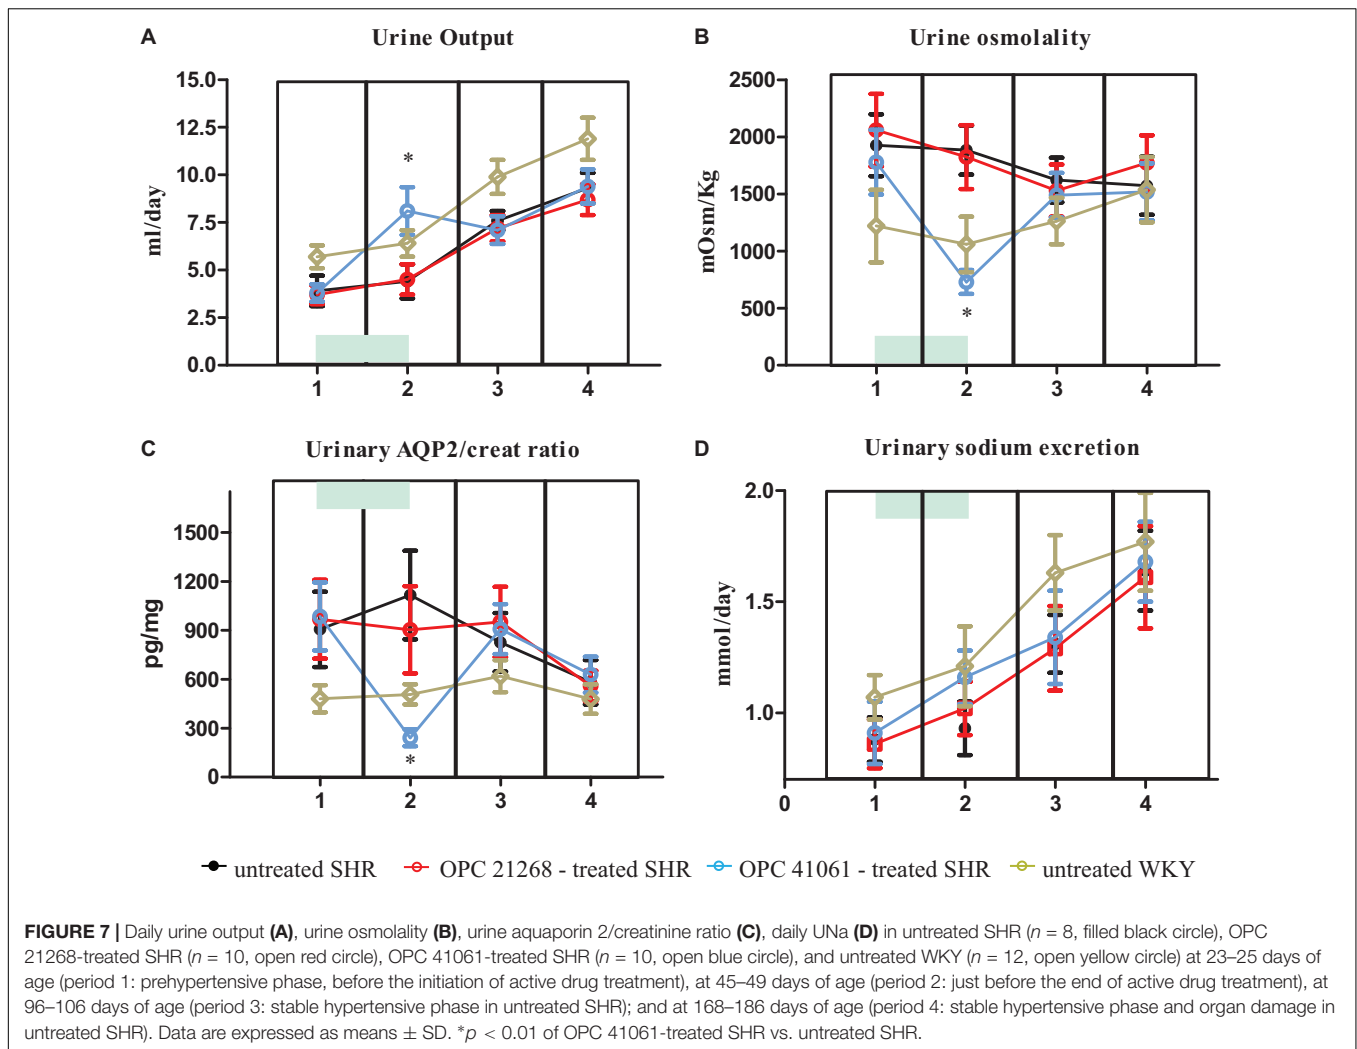 A Urine Output
15.0
12.5
10.0
7.5
5.0
2.5
0.0
ml/day
*
1 2 3 4
B Urine osmolality
2500
2000
1500
1000
500
0
mOsm/Kg
*
1 2 3 4
C Urinary AQP2/creat ratio
1500
1200
900
600
300
0
pg/mg
*
1 2 3 4
D Urinary sodium excretion
2.0
1.5
1.0
mmol/day
0 1 2 3 4
untreated SHR OPC 21268 - treated SHR OPC 41061 - treated SHR untreated WKY
FIGURE 7 | Daily urine output (A), urine osmolality (B), urine aquaporin 2/creatinine ratio (C), daily UNa (D) in untreated SHR (n = 8, filled black circle), OPC
21268-treated SHR (n = 10, open red circle), OPC 41061-treated SHR (n = 10, open blue circle), and untreated WKY (n = 12, open yellow circle) at 23–25 days of
age (period 1: prehypertensive phase, before the initiation of active drug treatment), at 45–49 days of age (period 2: just before the end of active drug treatment), at
96–106 days of age (period 3: stable hypertensive phase in untreated SHR); and at 168–186 days of age (period 4: stable hypertensive phase and organ damage in
untreated SHR). Data are expressed as means ± SD. *p < 0.01 of OPC 41061-treated SHR vs. untreated SHR.